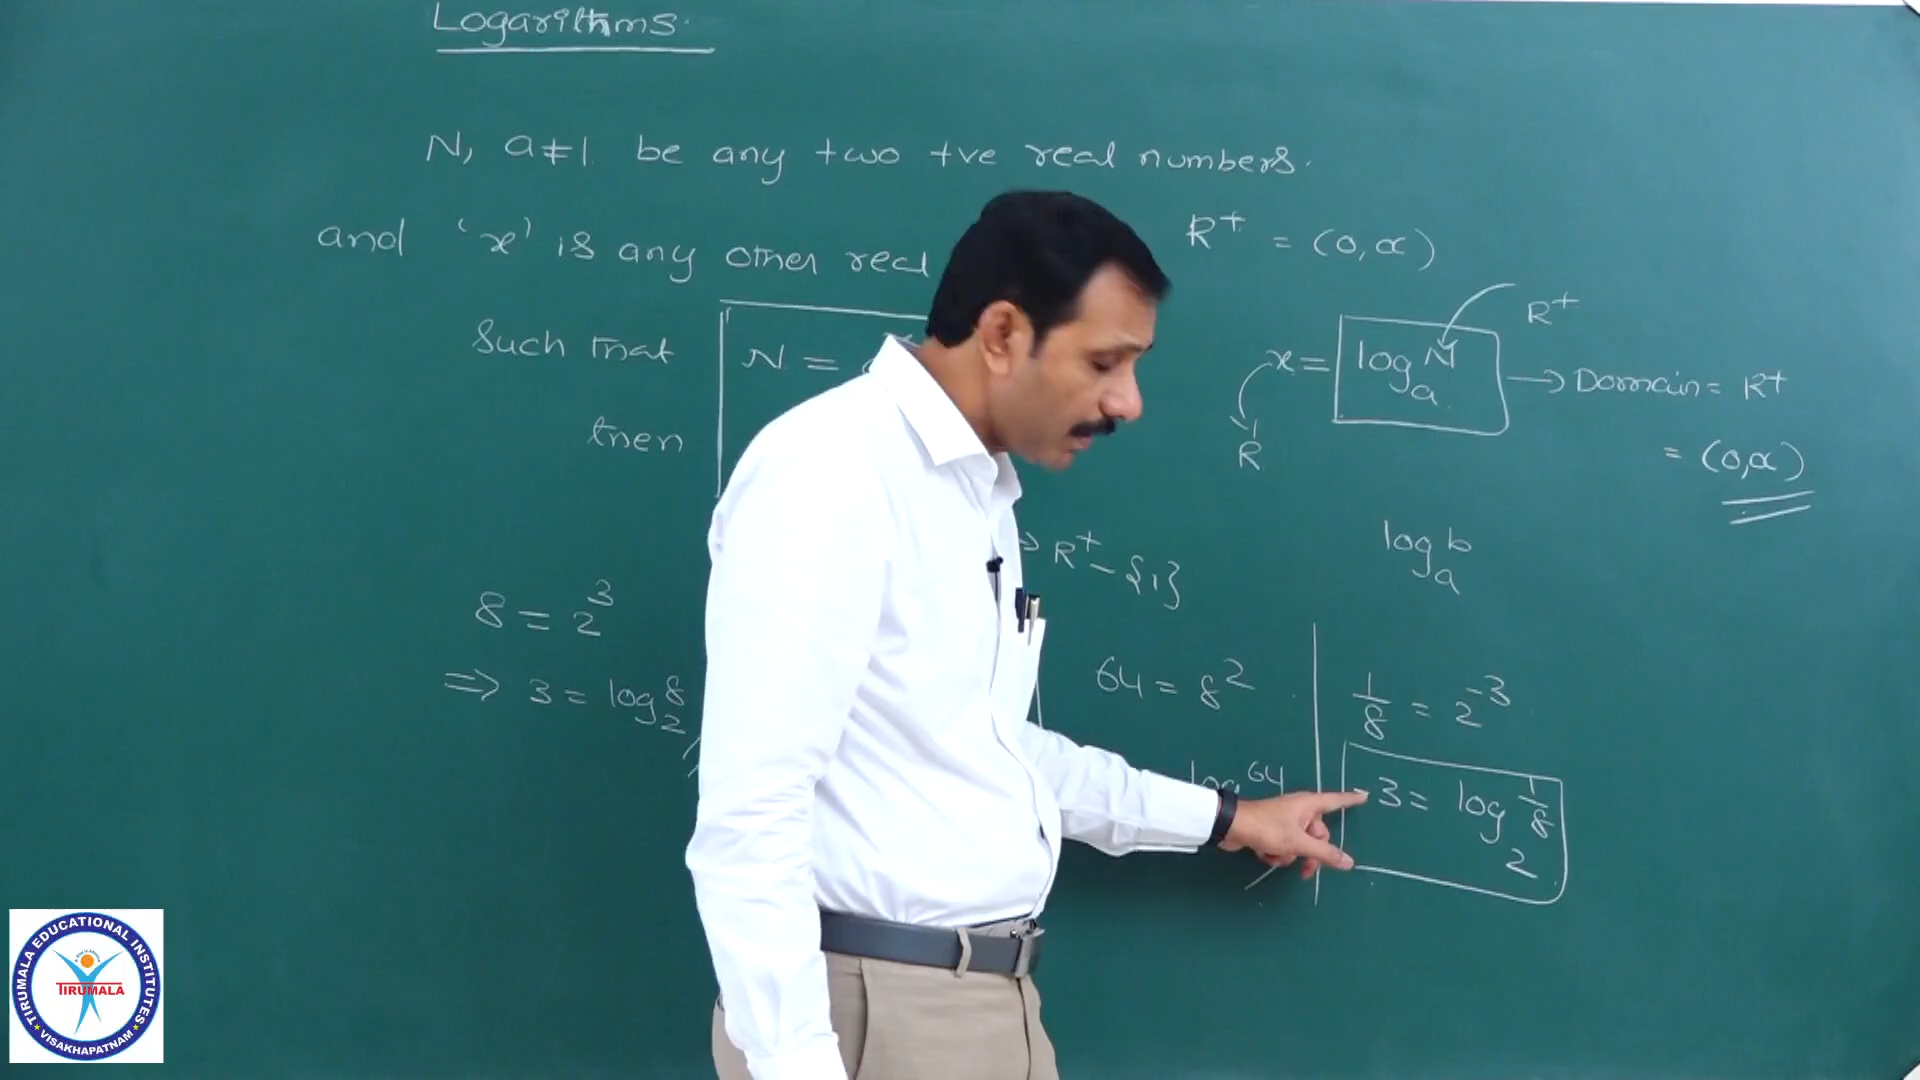 Logarithms.
N, a≠1 be any two +ve real numbers.
and 'x' is any other real
R⁺ = (0,∝)
such that
N =
then
x = log_a^N
R⁺
R
→ Domain = R⁺
= (0,∝)
→ R⁺ - {1}
log_a^b
8 = 2³
⇒ 3 = log_2^8
64 = 8²
log 64
1/8 = 2⁻³
-3 = log_2^{1/8}
TIRUMALA EDUCATIONAL INSTITUTES
TIRUMALA
VISAKHAPATNAM